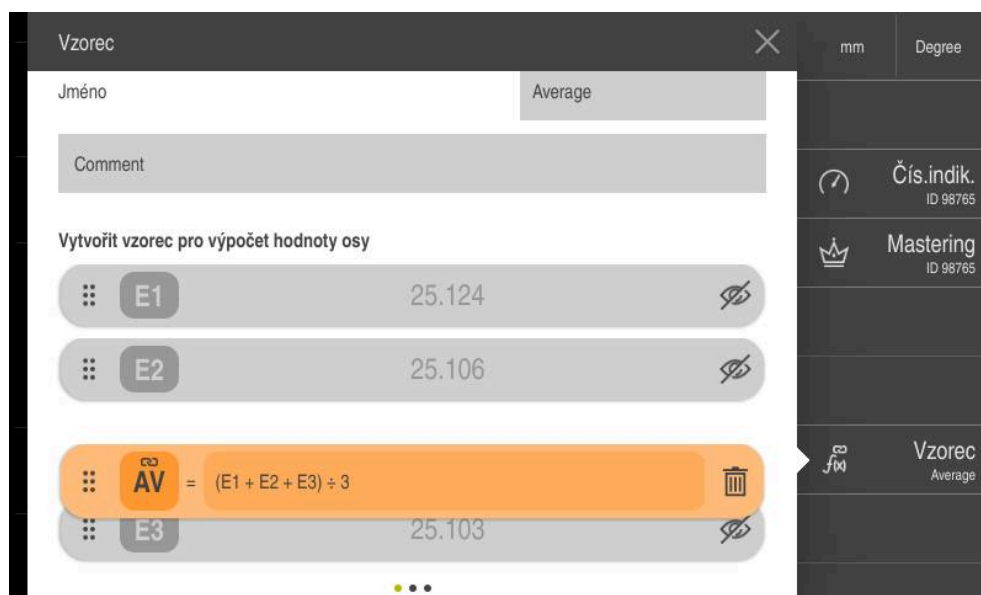 Vzorec
mm
Degree
Jméno
Average
Comment
Čís.indik.
ID 98765
Mastering
ID 98765
Vytvořit vzorec pro výpočet hodnoty osy
E1 25.124
E2 25.106
AV = (E1 + E2 + E3) ÷ 3
f(x) Vzorec
Average
E3 25.103